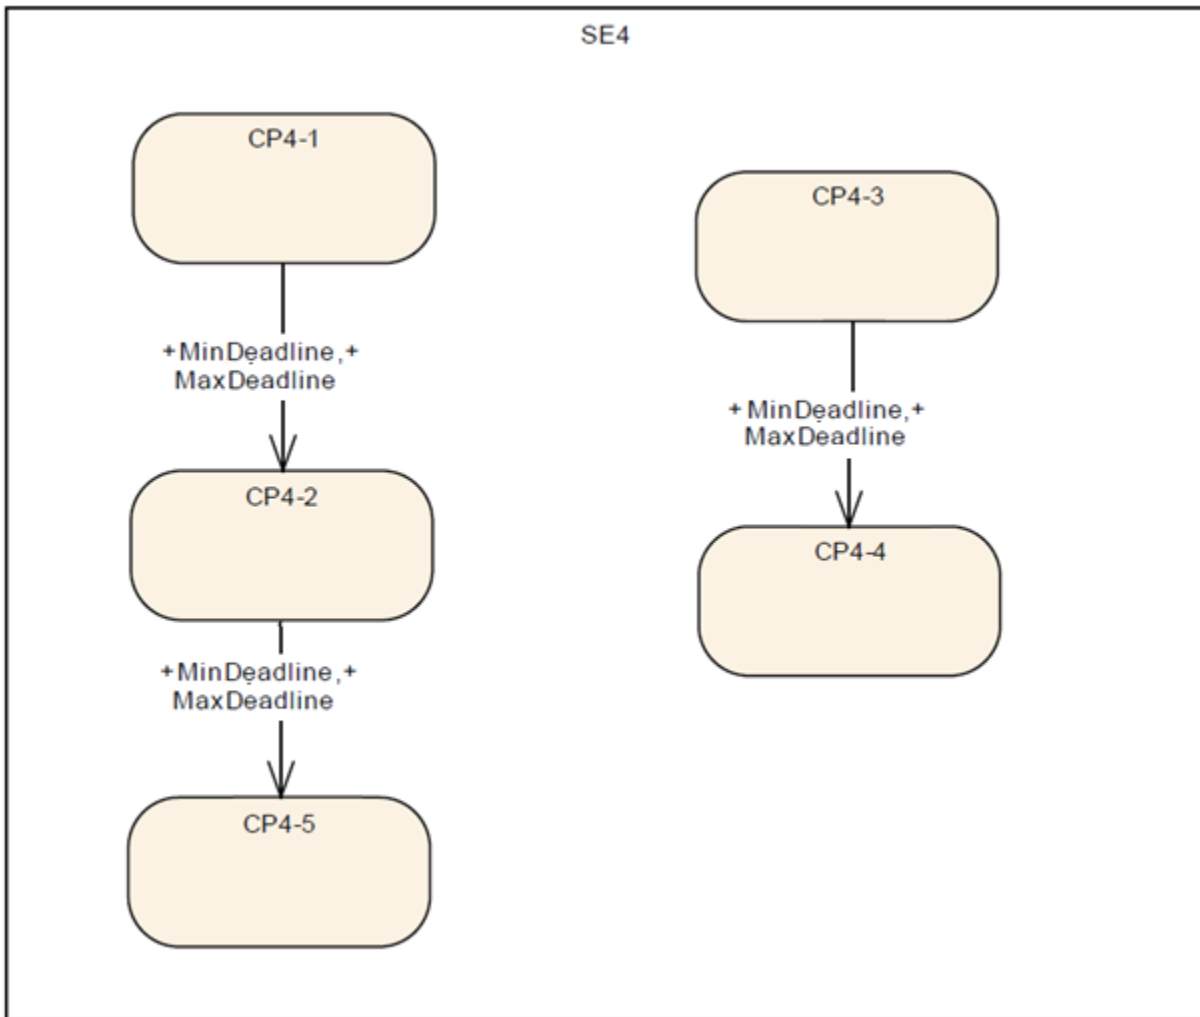 SE4
CP4-1
+MinDeadline,+
MaxDeadline
CP4-2
+MinDeadline,+
MaxDeadline
CP4-5
CP4-3
+MinDeadline,+
MaxDeadline
CP4-4